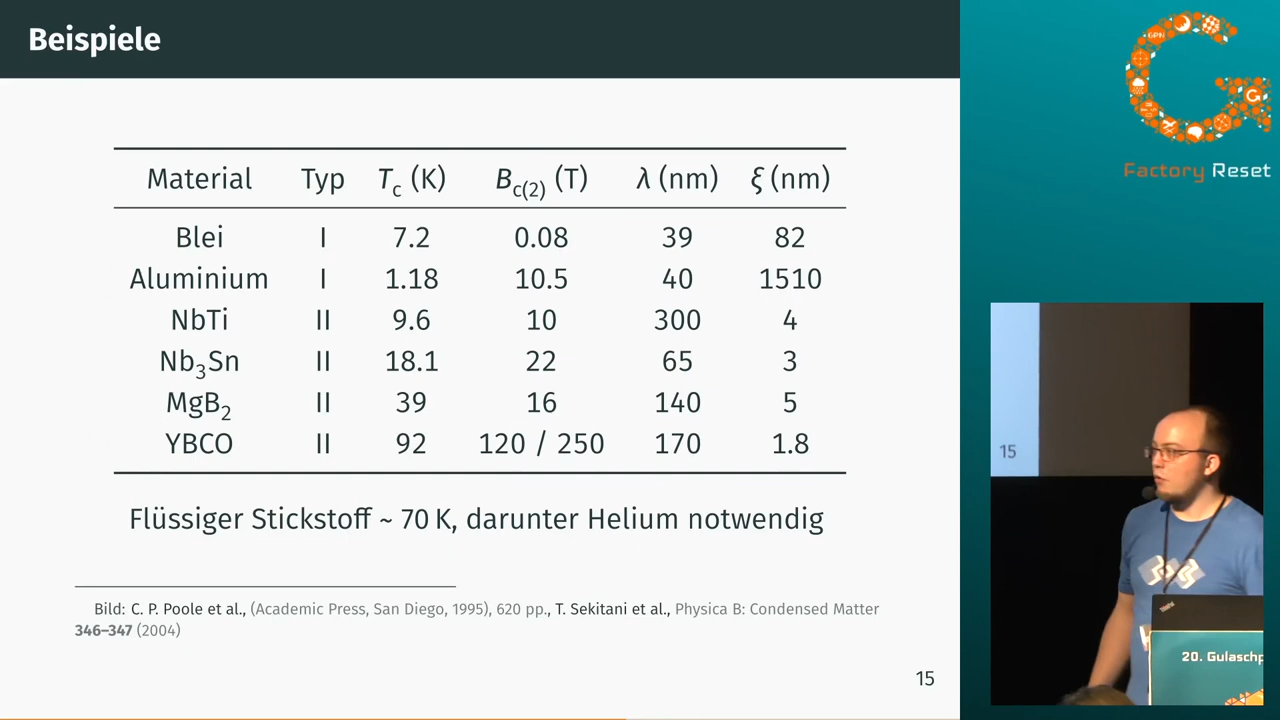 Beispiele
Material Typ Tc (K) Bc(2) (T) λ (nm) ξ (nm)
Blei I 7.2 0.08 39 82
Aluminium I 1.18 10.5 40 1510
NbTi II 9.6 10 300 4
Nb3Sn II 18.1 22 65 3
MgB2 II 39 16 140 5
YBCO II 92 120 / 250 170 1.8
Flüssiger Stickstoff ~ 70 K, darunter Helium notwendig
Bild: C. P. Poole et al., (Academic Press, San Diego, 1995), 620 pp., T. Sekitani et al., Physica B: Condensed Matter
346–347 (2004)
15
GPN
Factory Reset
15
20. Gulaschp